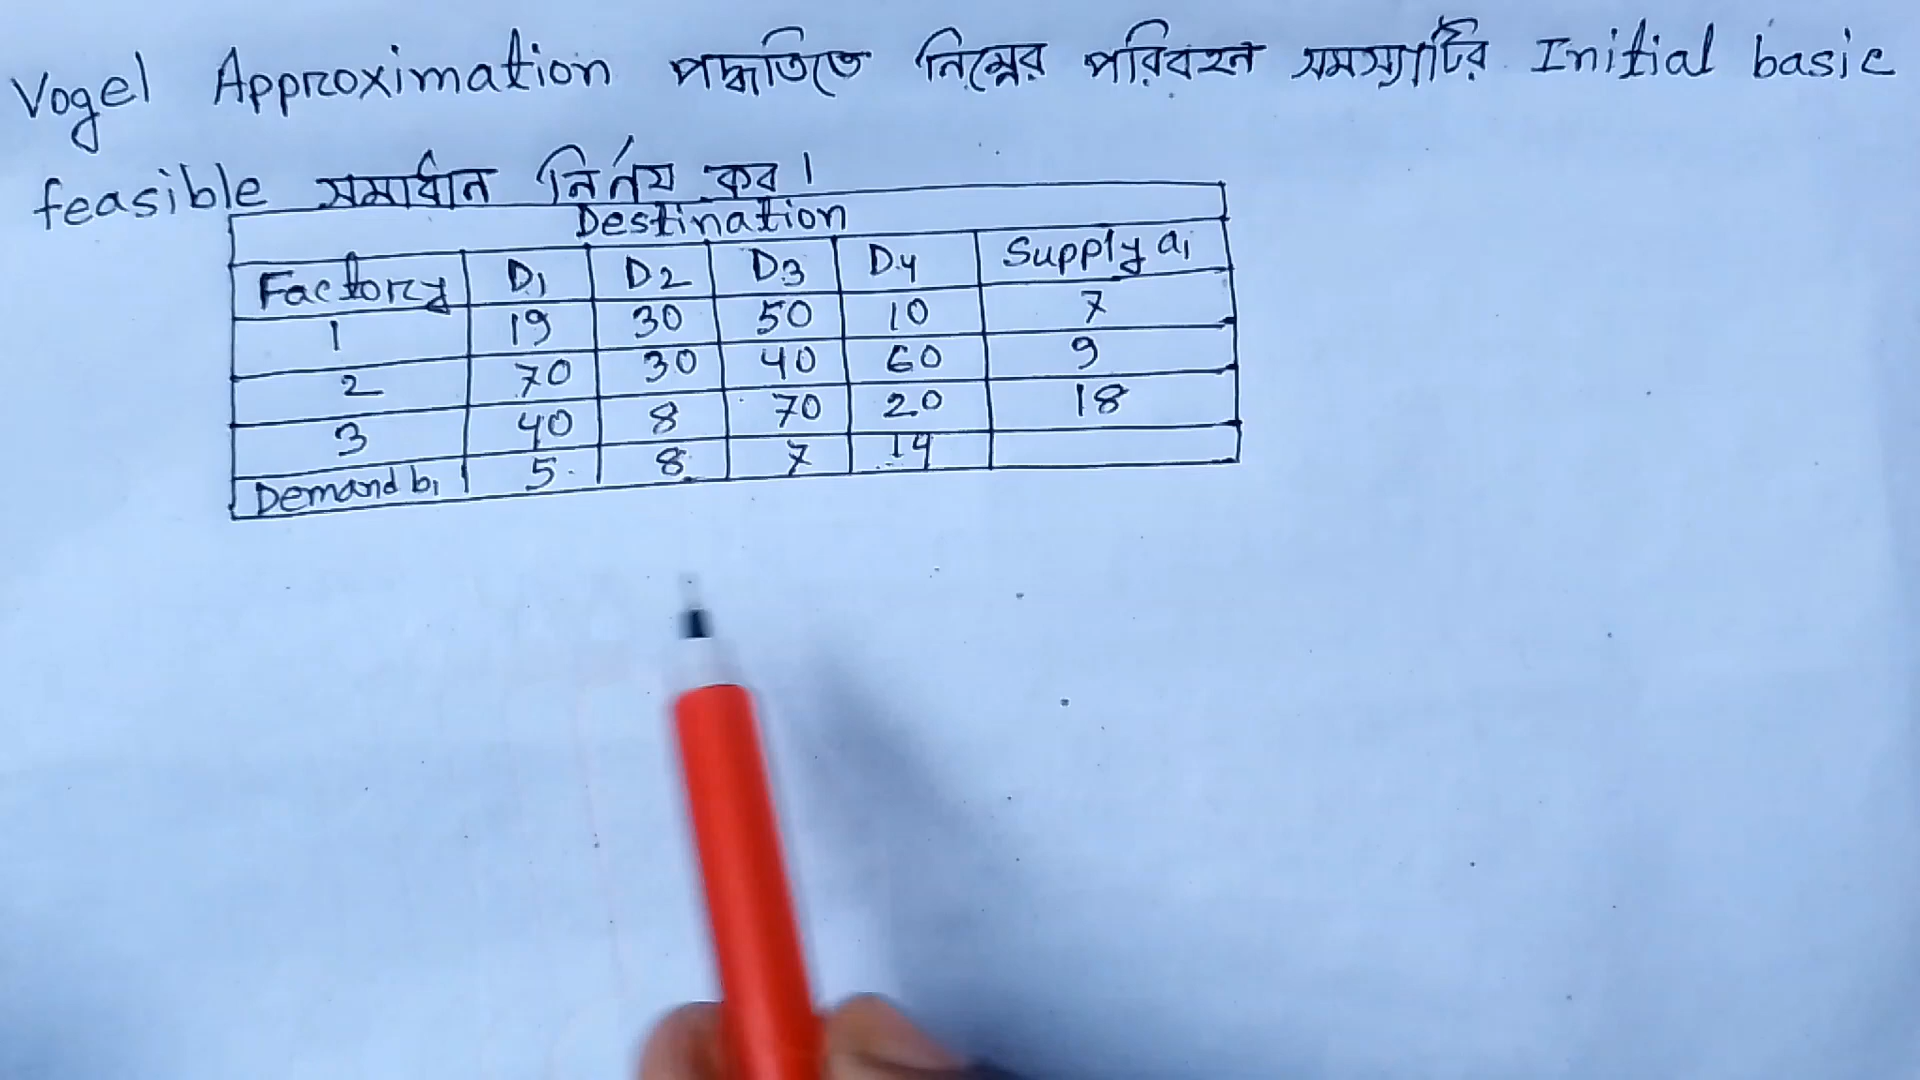 Vogel Approximation পদ্ধতিতে নিম্নের পরিবহন সমস্যাটির Initial basic
feasible সমাধান নির্ণয় কর।
Destination
Factory D1 D2 D3 D4 Supply a1
1 19 30 50 10 7
2 70 30 40 60 9
3 40 8 70 20 18
Demand b1 5 8 7 14